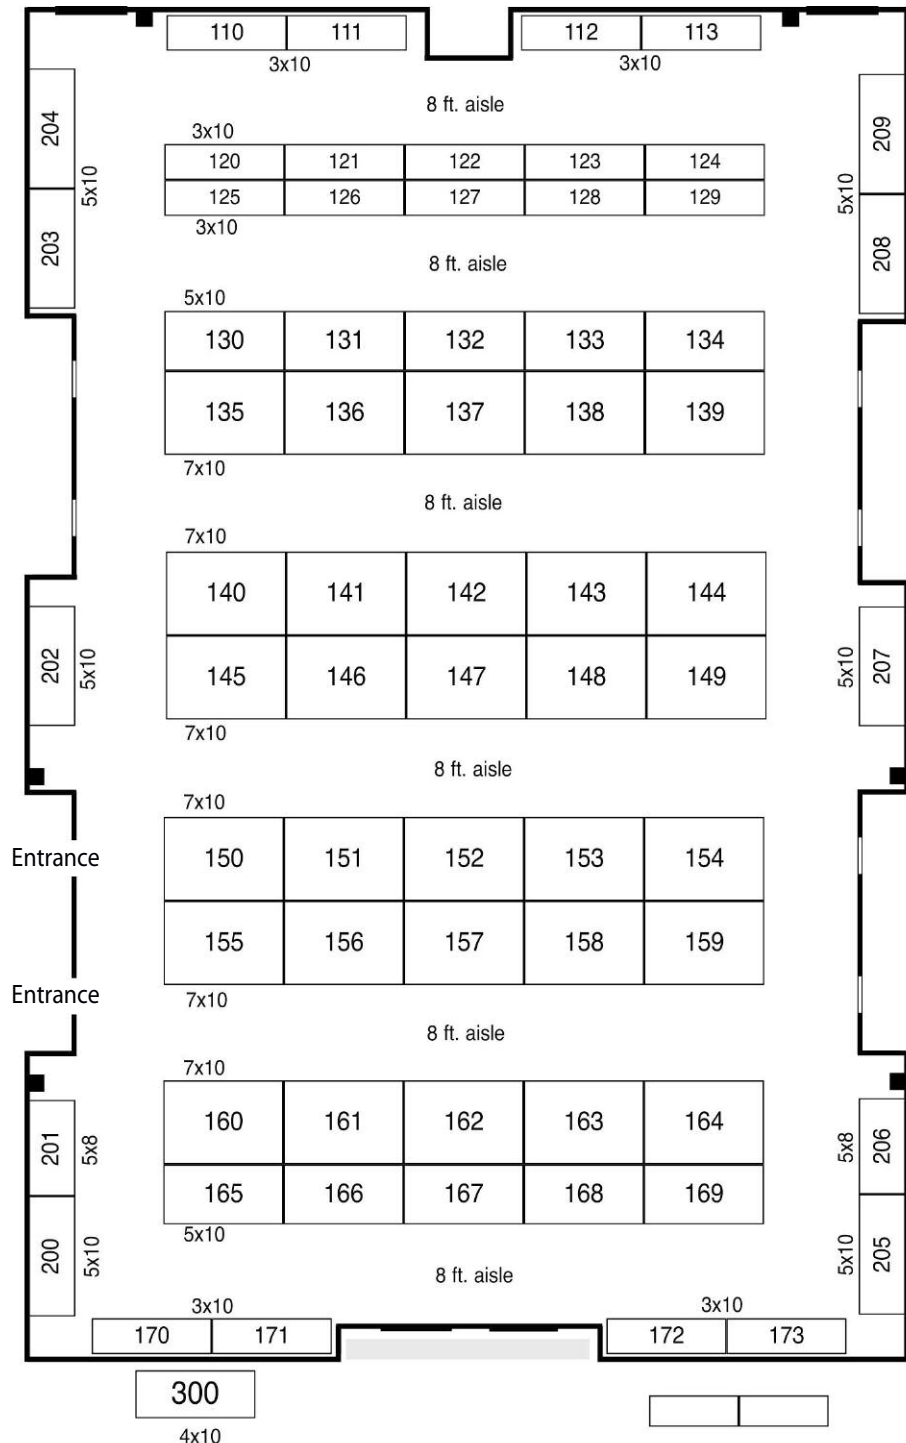 110 111 112 113
3x10 3x10
8 ft. aisle
204 209
5x10 5x10
203 208
3x10
120 121 122 123 124
125 126 127 128 129
3x10
8 ft. aisle
5x10
130 131 132 133 134
135 136 137 138 139
7x10
8 ft. aisle
7x10
140 141 142 143 144
202 5x10 5x10 207
145 146 147 148 149
7x10
8 ft. aisle
7x10
Entrance 150 151 152 153 154
155 156 157 158 159
Entrance 7x10
8 ft. aisle
7x10
160 161 162 163 164
201 5x8 5x8 206
165 166 167 168 169
5x10
200 5x10 5x10 205
8 ft. aisle
3x10 3x10
170 171 172 173
300
4x10